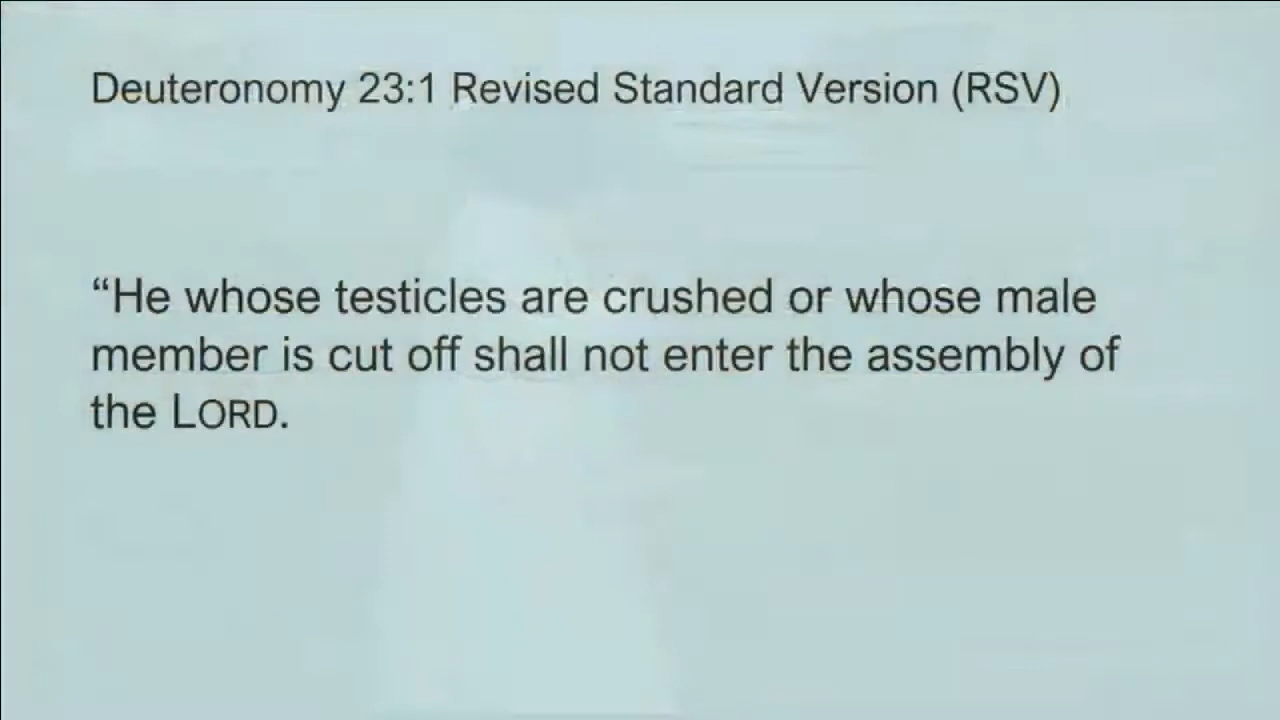 Deuteronomy 23:1 Revised Standard Version (RSV)
“He whose testicles are crushed or whose male
member is cut off shall not enter the assembly of
the LORD.